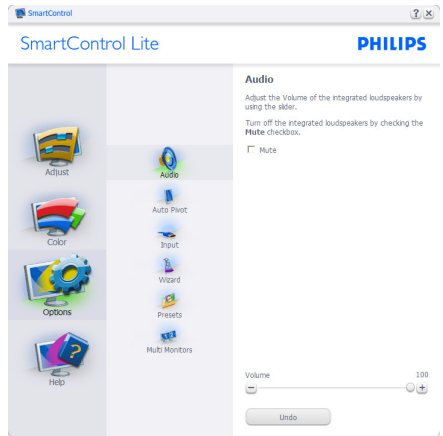 SmartControl
SmartControl Lite
PHILIPS
Adjust
Color
Options
Help
Audio
Auto Pivot
Input
Wizard
Presets
Multi Monitors
Audio
Adjust the Volume of the integrated loudspeakers by
using the slider.
Turn off the integrated loudspeakers by checking the
Mute checkbox.
Mute
Volume 100
Undo